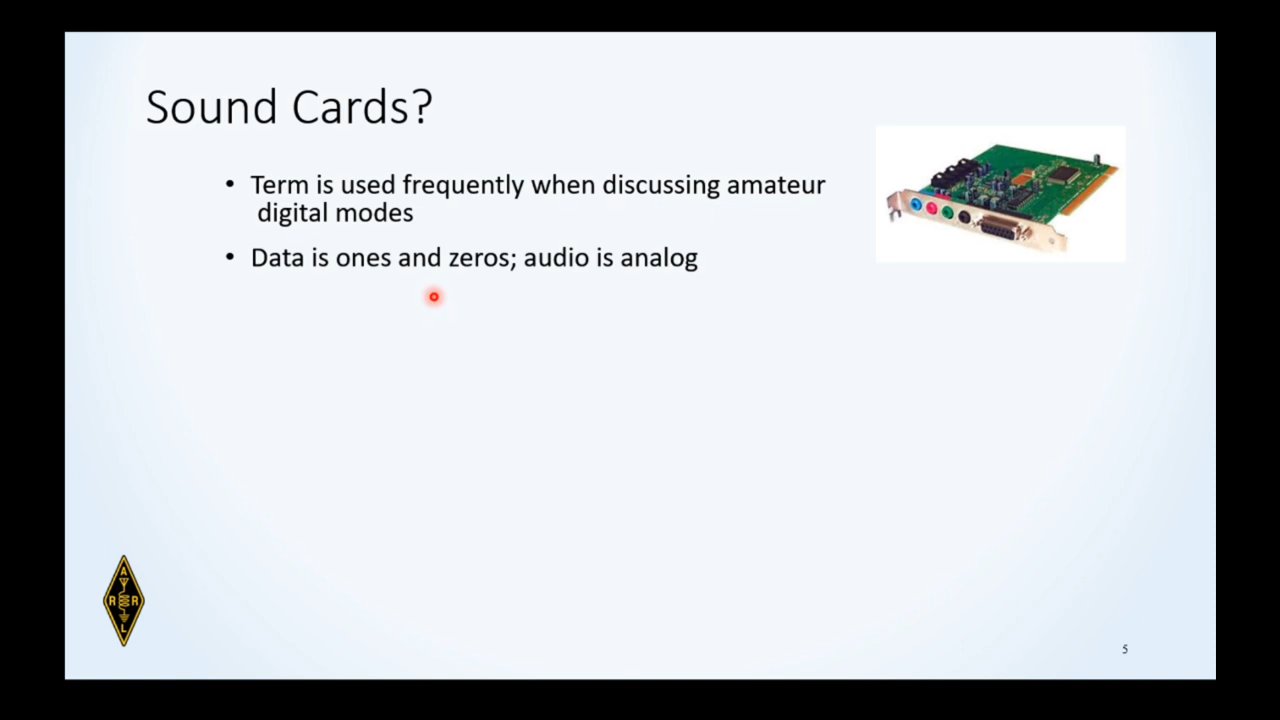 Sound Cards?
• Term is used frequently when discussing amateur
digital modes
• Data is ones and zeros; audio is analog
A
R R
L
5